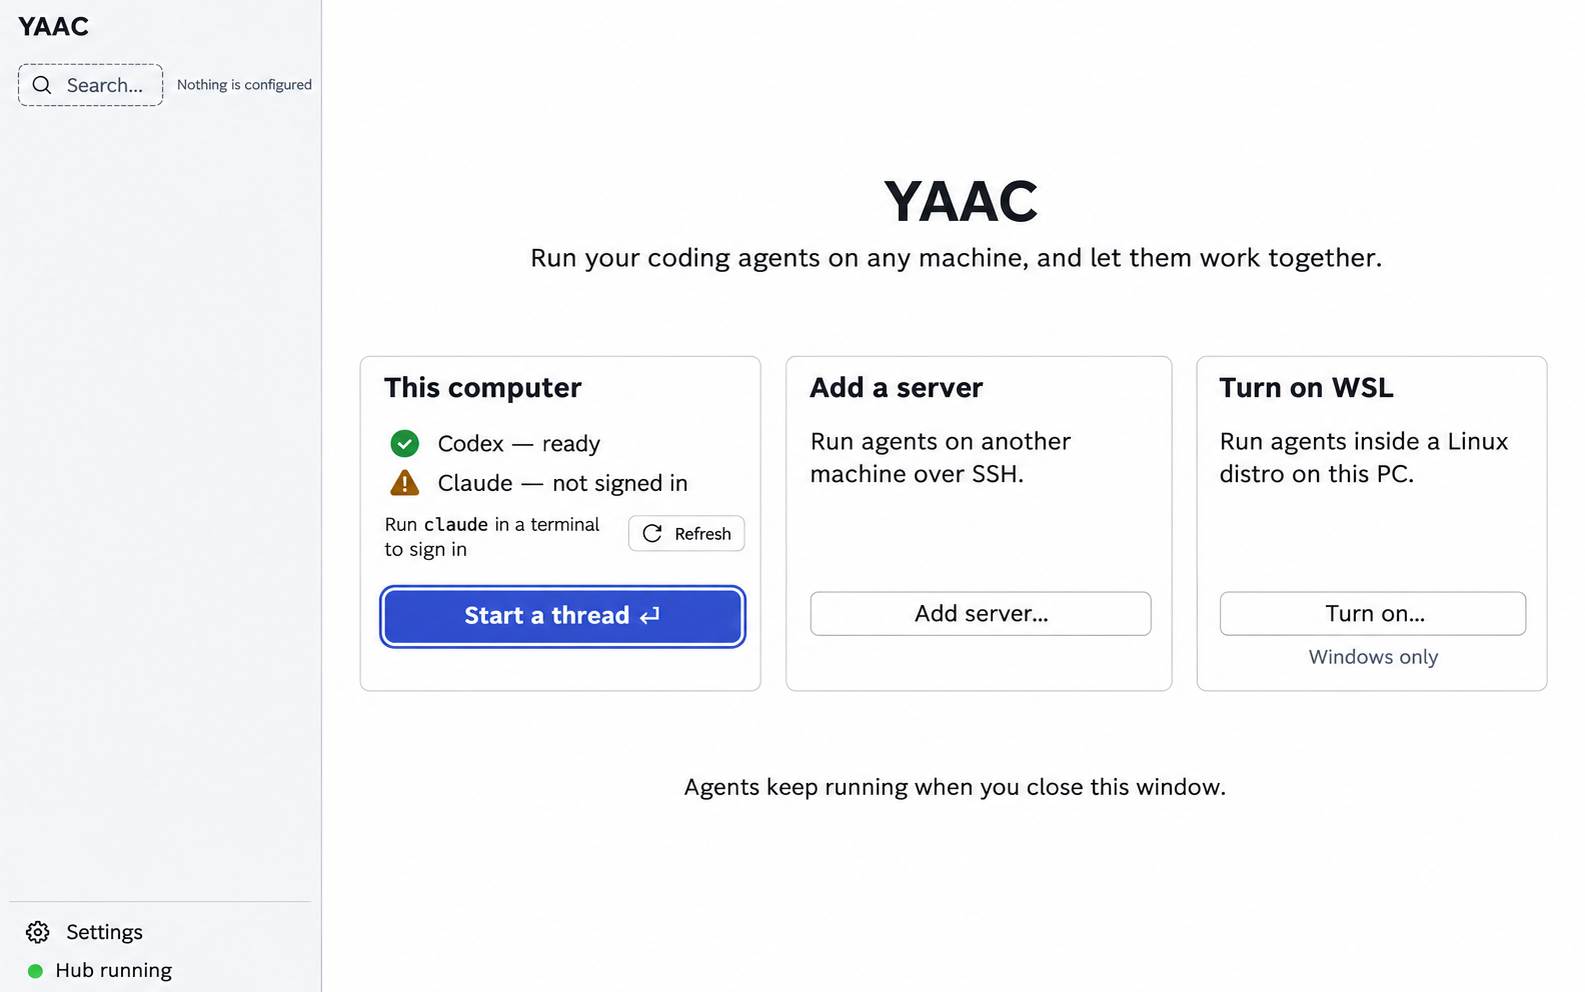 YAAC
Search...
Nothing is configured
YAAC
Run your coding agents on any machine, and let them work together.
This computer
Codex — ready
Claude — not signed in
Run claude in a terminal
to sign in
Refresh
Start a thread ↵
Add a server
Run agents on another
machine over SSH.
Add server...
Turn on WSL
Run agents inside a Linux
distro on this PC.
Turn on...
Windows only
Agents keep running when you close this window.
Settings
Hub running